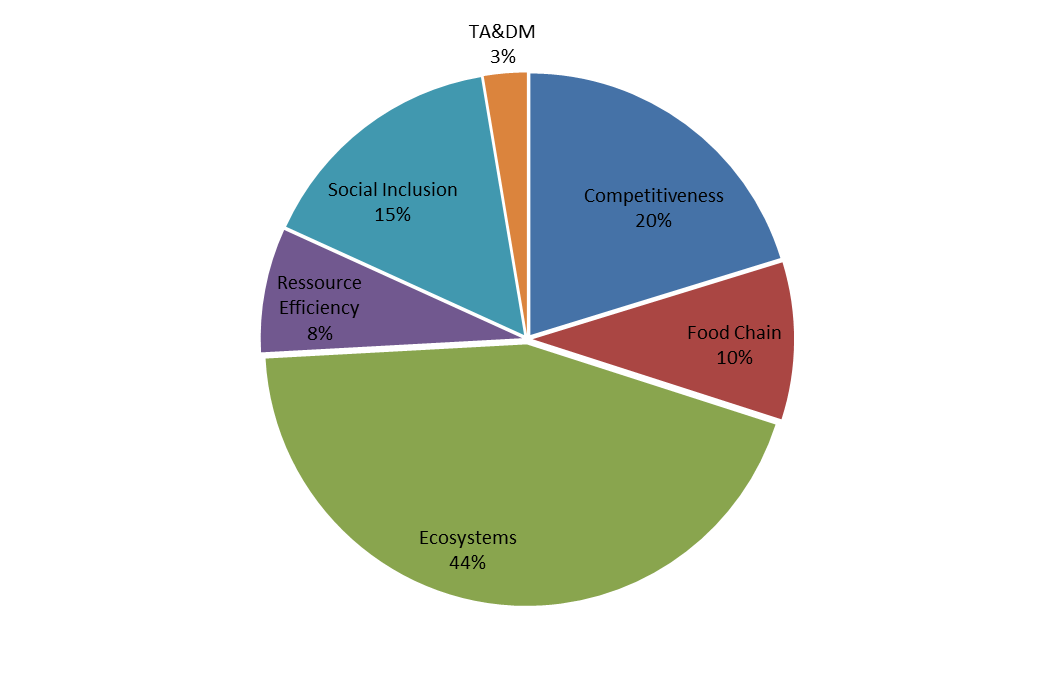 TA&DM
3%
Competitiveness
20%
Social Inclusion
15%
Ressource
Efficiency
8%
Food Chain
10%
Ecosystems
44%